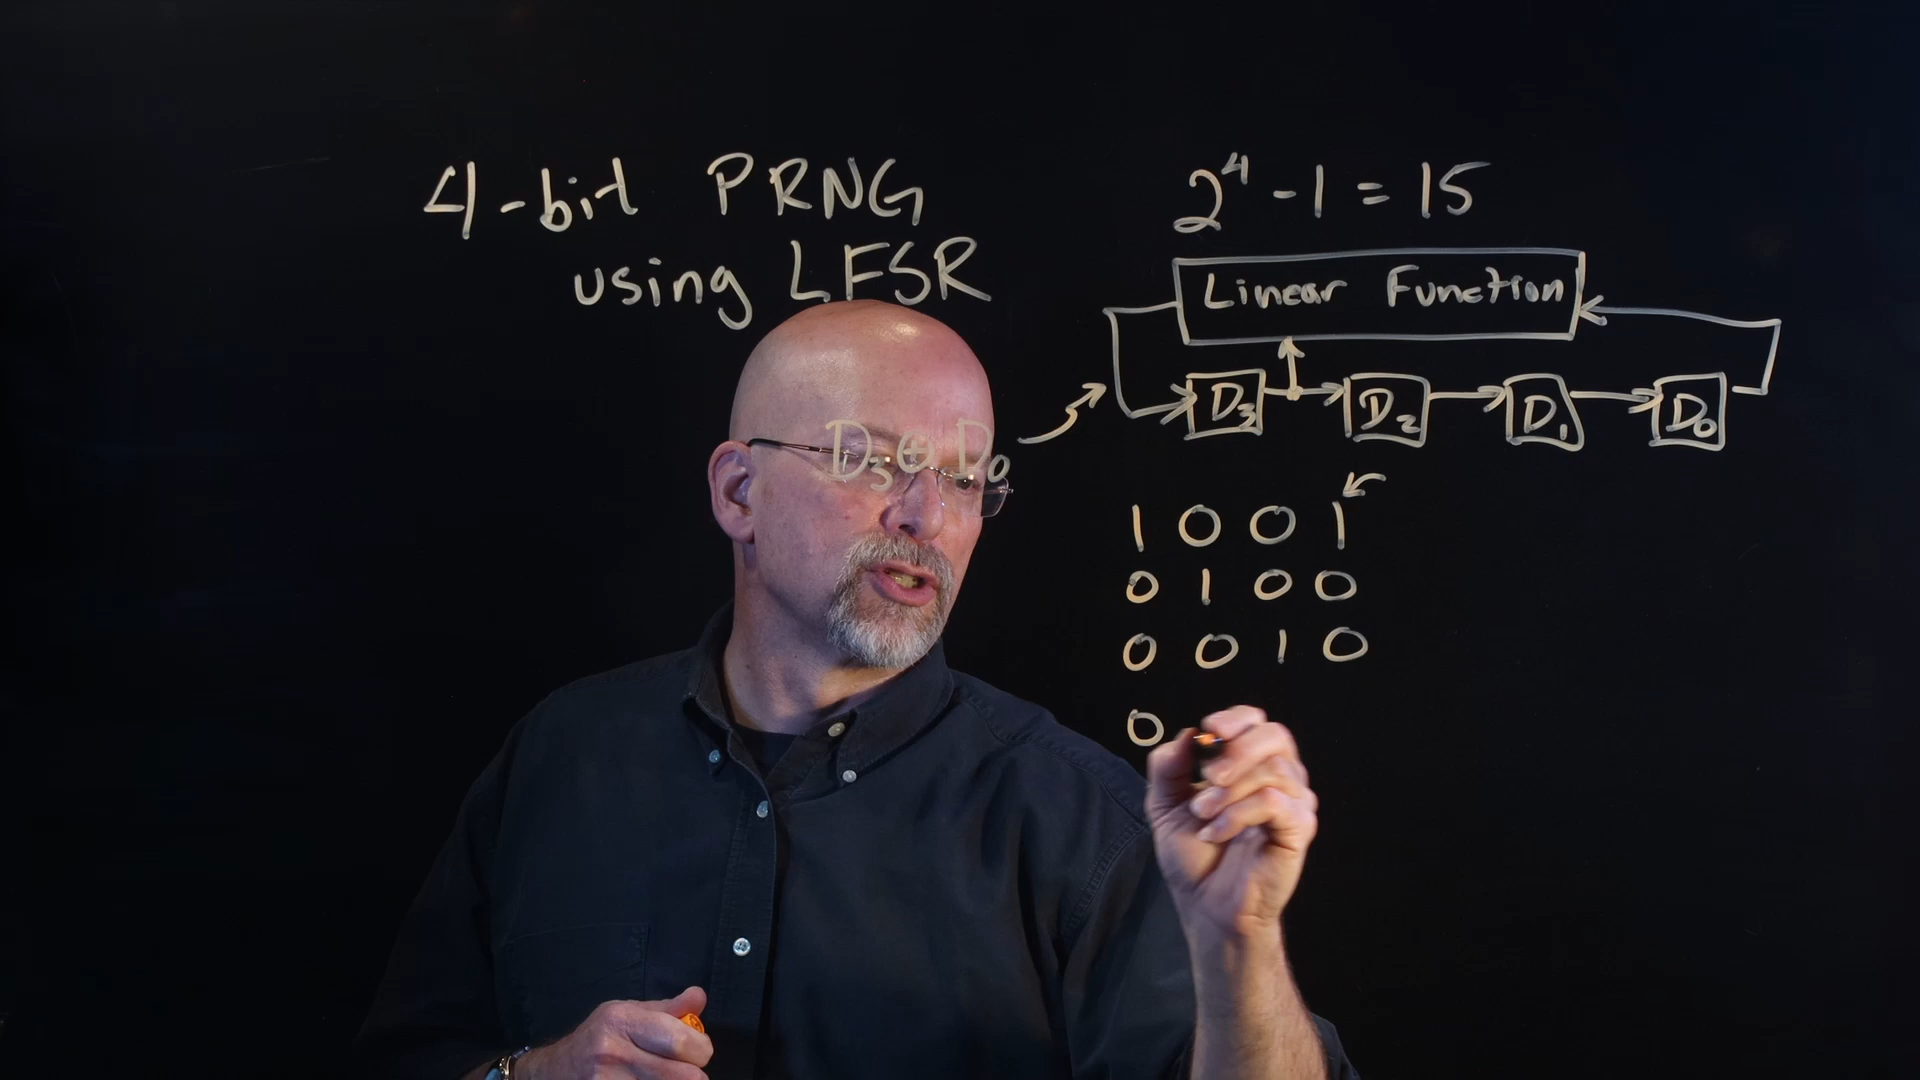 4-bit PRNG
using LFSR
2⁴ - 1 = 15
Linear Function
D₃ D₂ D₁ D₀
D₃ ⊕ D₀
1 0 0 1
0 1 0 0
0 0 1 0
0